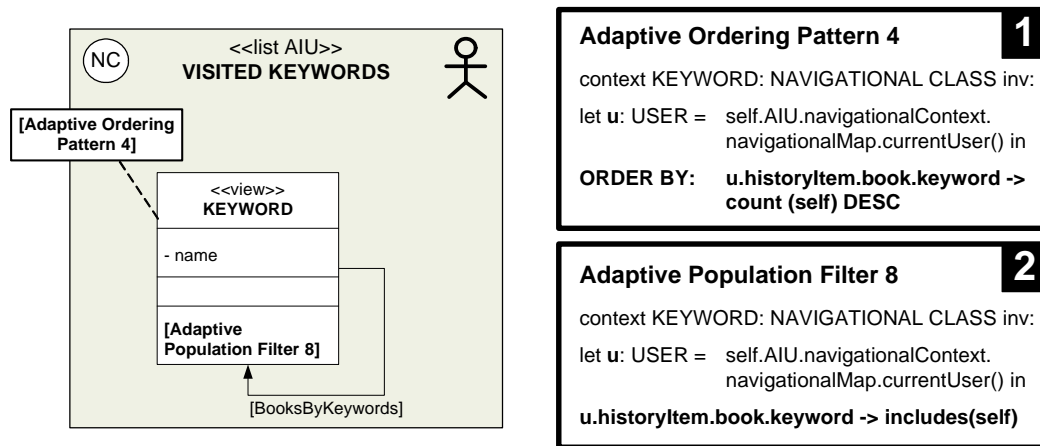 NC
<<list AIU>>
VISITED KEYWORDS
[Adaptive Ordering
Pattern 4]
<<view>>
KEYWORD
- name
[Adaptive
Population Filter 8]
[BooksByKeywords]
Adaptive Ordering Pattern 4
1
context KEYWORD: NAVIGATIONAL CLASS inv:
let u: USER = self.AIU.navigationalContext.
navigationalMap.currentUser() in
ORDER BY: u.historyItem.book.keyword ->
count (self) DESC
Adaptive Population Filter 8
2
context KEYWORD: NAVIGATIONAL CLASS inv:
let u: USER = self.AIU.navigationalContext.
navigationalMap.currentUser() in
u.historyItem.book.keyword -> includes(self)